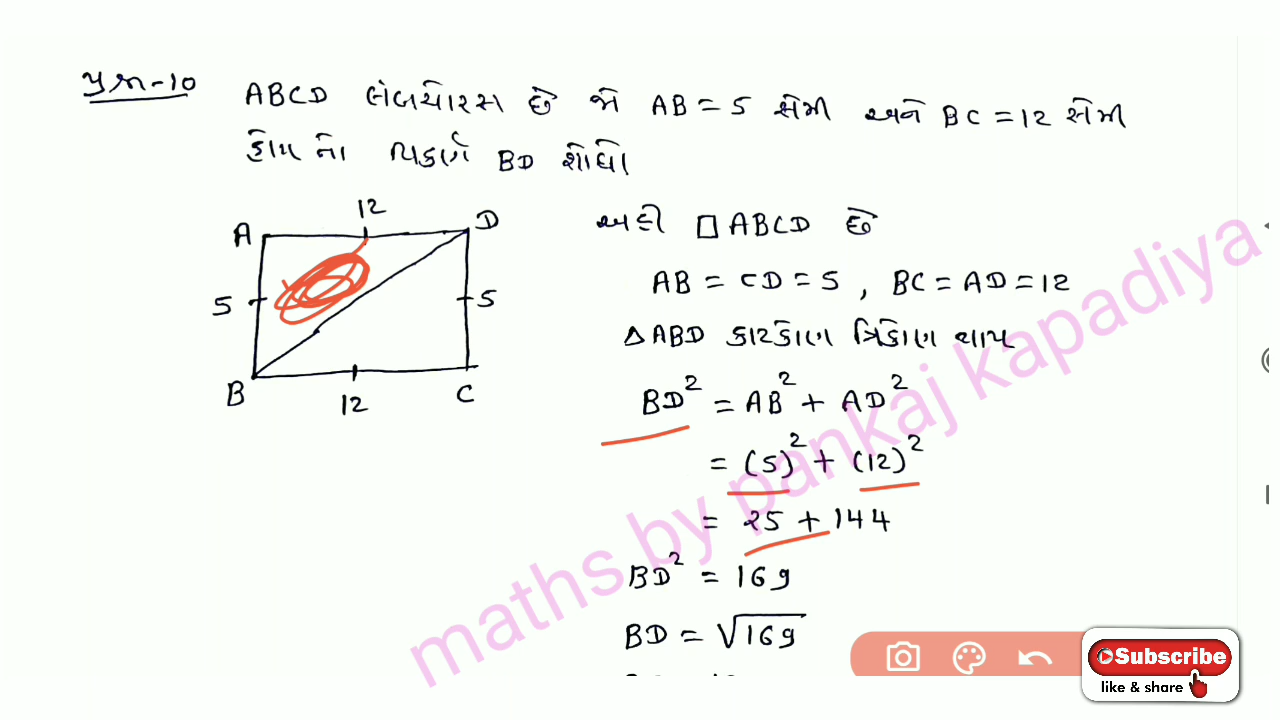 પ્રશ્ન-10 ABCD લંબચોરસ છે જો AB = 5 સેમી અને BC = 12 સેમી
હોય તો વિકર્ણ BD શોધો
12
A D
5 5
B C
12
અહીં □ABCD છે
AB = CD = 5 , BC = AD = 12
△ABD કાટકોણ ત્રિકોણ થાય
BD² = AB² + AD²
= (5)² + (12)²
= 25 + 144
BD² = 169
BD = √169
maths by pankaj kapadiya
Subscribe
like & share